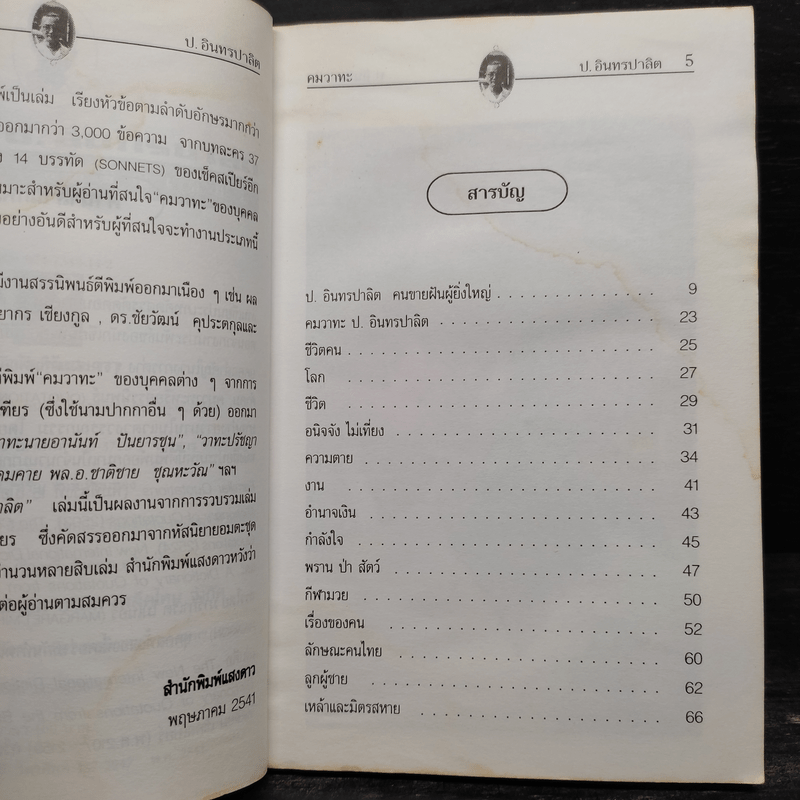 ป. อินทรปาลิต
พ์เป็นเล่ม เรียงหัวข้อตามลำดับอักษรมากกว่า
ออกมากว่า 3,000 ข้อความ จากบทละคร 37
14 บรรทัด (SONNETS) ของเช็คสเปียร์อีก
มาะสำหรับผู้อ่านที่สนใจ “คมวาทะ” ของบุคคล
อย่างอันดีสำหรับผู้ที่สนใจจะทำงานประเภทนี้
มีงานสรรนิพนธ์ตีพิมพ์ออกมาเนือง ๆ เช่น ผล
ยากร เชียงกูล , ดร.ชัยวัฒน์ คุประตกุลและ
ตีพิมพ์ “คมวาทะ” ของบุคคลต่าง ๆ จากการ
เฑียร (ซึ่งใช้นามปากกาอื่น ๆ ด้วย) ออกมา
าทะนายอานันท์ ปันยารชุน”, “วาทะปรัชญา
คมคาย พล.อ.ชาติชาย ชุณหะวัณ” ฯลฯ
าลิต” เล่มนี้เป็นผลงานจากการรวบรวมเล่ม
ยร ซึ่งคัดสรรออกมาจากหัสนิยายอมตะชุด
จำนวนหลายสิบเล่ม สำนักพิมพ์แสงดาวหวังว่า
ต่อผู้อ่านตามสมควร
สำนักพิมพ์แสงดาว
พฤษภาคม 2541
คมวาทะ ป. อินทรปาลิต 5
สารบัญ
ป. อินทรปาลิต คนขายฝันผู้ยิ่งใหญ่ . . . . . . . . . . . . . . 9
คมวาทะ ป. อินทรปาลิต . . . . . . . . . . . . . . . . . . 23
ชีวิตคน . . . . . . . . . . . . . . . . . . . . . . . . . . 25
โลก . . . . . . . . . . . . . . . . . . . . . . . . . . . 27
ชีวิต . . . . . . . . . . . . . . . . . . . . . . . . . . . 29
อนิจจัง ไม่เที่ยง . . . . . . . . . . . . . . . . . . . . . . 31
ความตาย . . . . . . . . . . . . . . . . . . . . . . . . . 34
งาน . . . . . . . . . . . . . . . . . . . . . . . . . . . 41
อำนาจเงิน . . . . . . . . . . . . . . . . . . . . . . . . 43
กำลังใจ . . . . . . . . . . . . . . . . . . . . . . . . . 45
พราน ป่า สัตว์ . . . . . . . . . . . . . . . . . . . . . . 47
กีฬามวย . . . . . . . . . . . . . . . . . . . . . . . . . 50
เรื่องของคน . . . . . . . . . . . . . . . . . . . . . . . 52
ลักษณะคนไทย . . . . . . . . . . . . . . . . . . . . . . 60
ลูกผู้ชาย . . . . . . . . . . . . . . . . . . . . . . . . . 62
เหล้าและมิตรสหาย . . . . . . . . . . . . . . . . . . . . 66